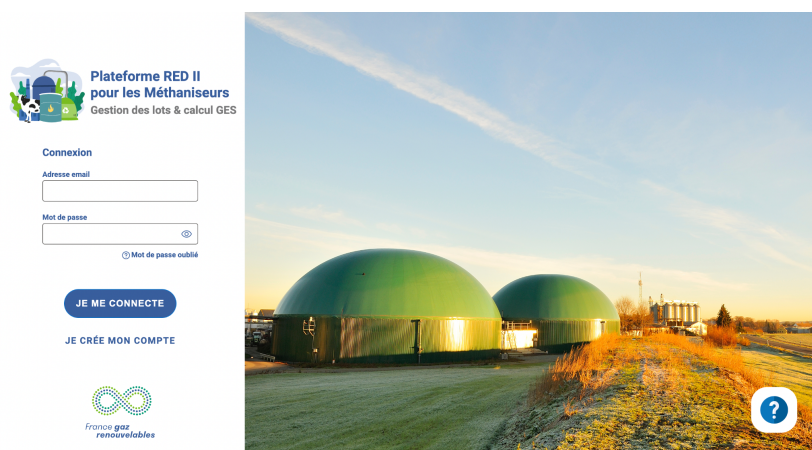 Plateforme RED II
pour les Méthaniseurs
Gestion des lots & calcul GES
Connexion
Adresse email
Mot de passe
? Mot de passe oublié
JE ME CONNECTE
JE CRÉE MON COMPTE
France gaz
renouvelables
?